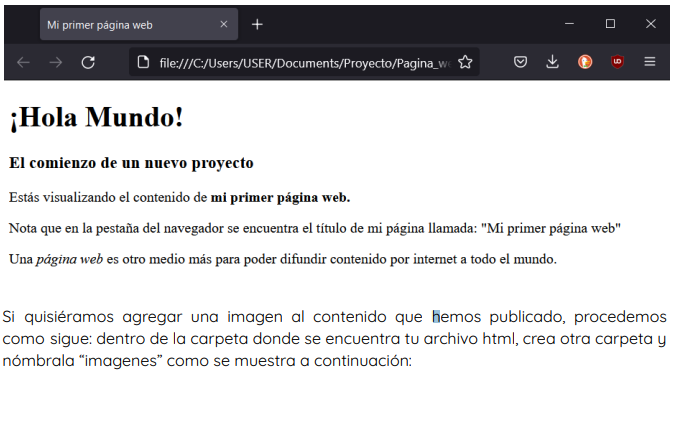 Mi primer página web
file:///C:/Users/USER/Documents/Proyecto/Pagina_w
¡Hola Mundo!
El comienzo de un nuevo proyecto
Estás visualizando el contenido de mi primer página web.
Nota que en la pestaña del navegador se encuentra el título de mi página llamada: "Mi primer página web"
Una página web es otro medio más para poder difundir contenido por internet a todo el mundo.
Si quisiéramos agregar una imagen al contenido que hemos publicado, procedemos
como sigue: dentro de la carpeta donde se encuentra tu archivo html, crea otra carpeta y
nómbrala “imagenes” como se muestra a continuación: